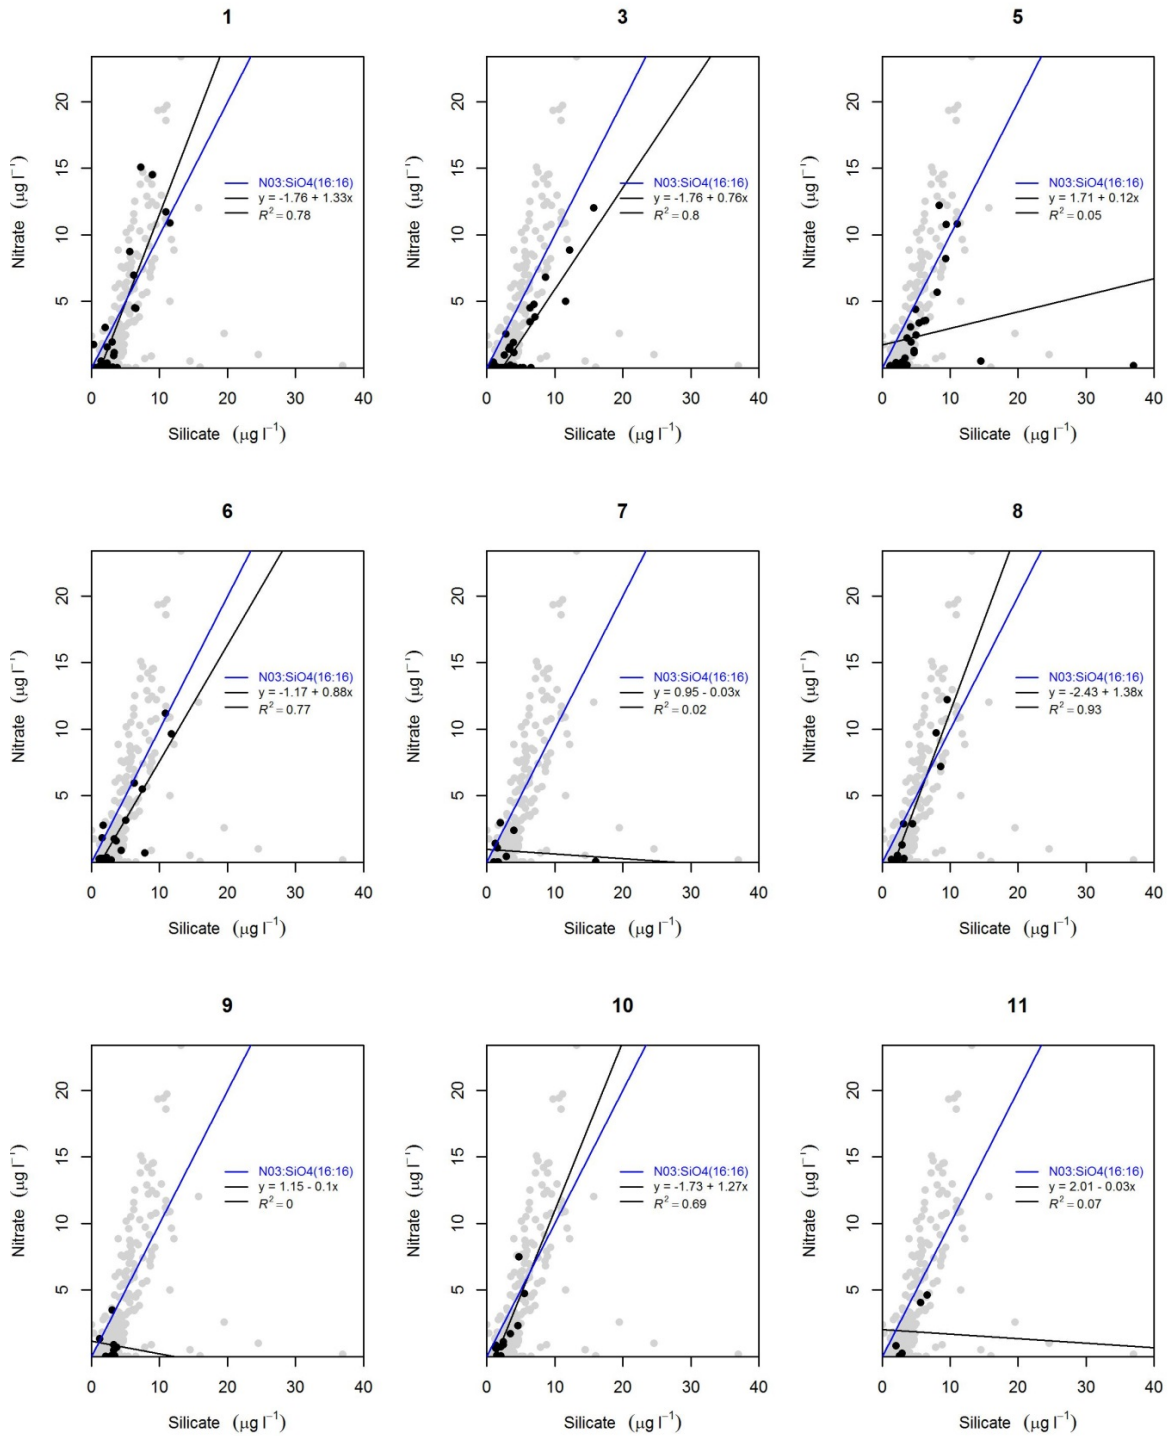 1
20
15
10
5
Nitrate (μg l⁻¹)
N03:SiO4(16:16)
y = -1.76 + 1.33x
R² = 0.78
0 10 20 30 40
Silicate (μg l⁻¹)
3
20
15
10
5
Nitrate (μg l⁻¹)
N03:SiO4(16:16)
y = -1.76 + 0.76x
R² = 0.8
0 10 20 30 40
Silicate (μg l⁻¹)
5
20
15
10
5
Nitrate (μg l⁻¹)
N03:SiO4(16:16)
y = 1.71 + 0.12x
R² = 0.05
0 10 20 30 40
Silicate (μg l⁻¹)
6
20
15
10
5
Nitrate (μg l⁻¹)
N03:SiO4(16:16)
y = -1.17 + 0.88x
R² = 0.77
0 10 20 30 40
Silicate (μg l⁻¹)
7
20
15
10
5
Nitrate (μg l⁻¹)
N03:SiO4(16:16)
y = 0.95 - 0.03x
R² = 0.02
0 10 20 30 40
Silicate (μg l⁻¹)
8
20
15
10
5
Nitrate (μg l⁻¹)
N03:SiO4(16:16)
y = -2.43 + 1.38x
R² = 0.93
0 10 20 30 40
Silicate (μg l⁻¹)
9
20
15
10
5
0
Nitrate (μg l⁻¹)
N03:SiO4(16:16)
y = 1.15 - 0.1x
R² = 0
0 10 20 30 40
Silicate (μg l⁻¹)
10
20
15
10
5
0
Nitrate (μg l⁻¹)
N03:SiO4(16:16)
y = -1.73 + 1.27x
R² = 0.69
0 10 20 30 40
Silicate (μg l⁻¹)
11
20
15
10
5
0
Nitrate (μg l⁻¹)
N03:SiO4(16:16)
y = 2.01 - 0.03x
R² = 0.07
0 10 20 30 40
Silicate (μg l⁻¹)